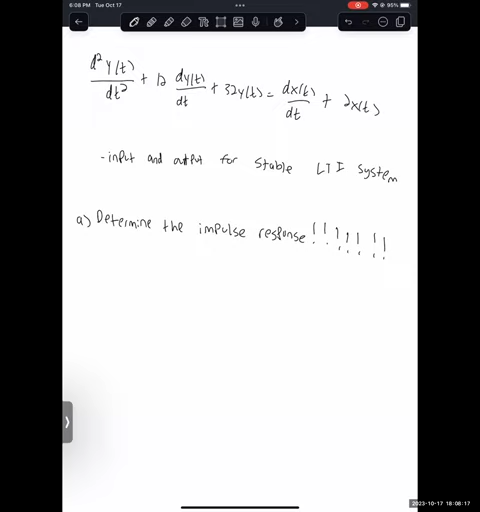 6:08 PM Tue Oct 17
95%
d²y(t)/dt² + 12 dy(t)/dt + 32y(t) = dx(t)/dt + 2x(t)
-input and output for stable LTI system
a) Determine the impulse response !!!!!!!
2023-10-17 18:08:17